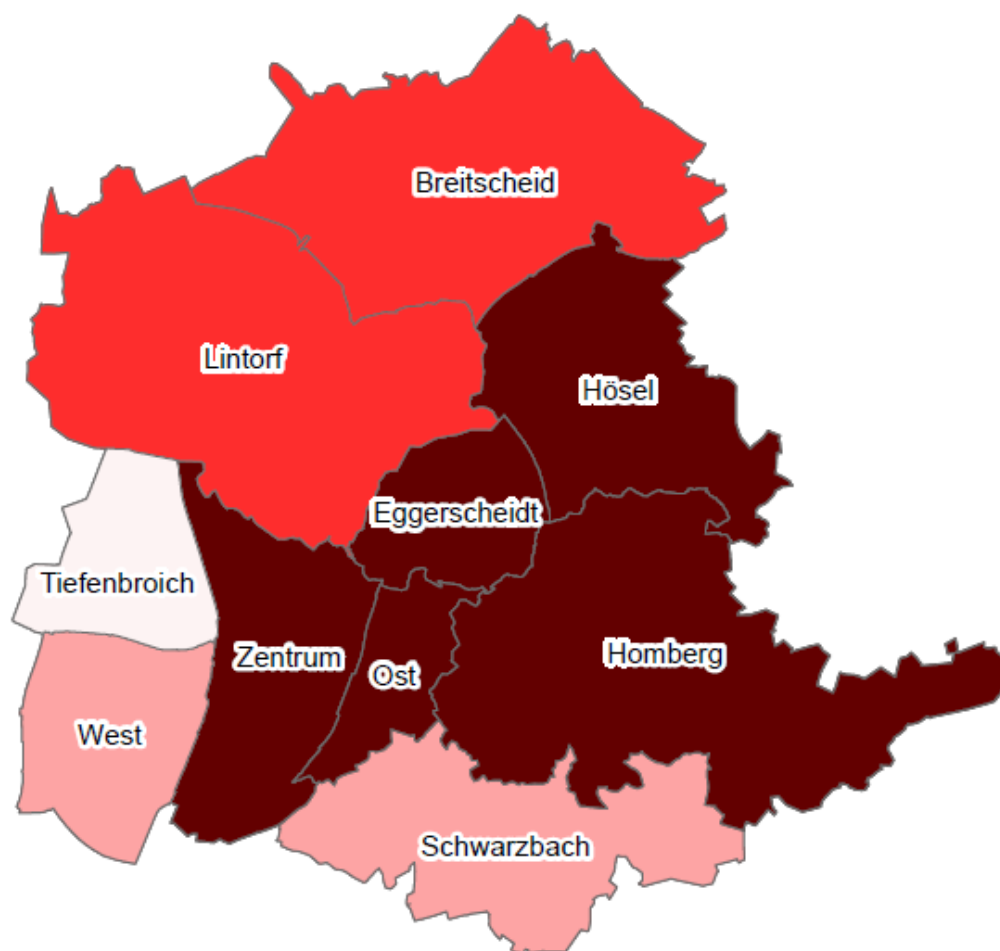 Breitscheid
Lintorf
Hösel
Eggerscheidt
Tiefenbroich
Zentrum
Ost
Homberg
West
Schwarzbach